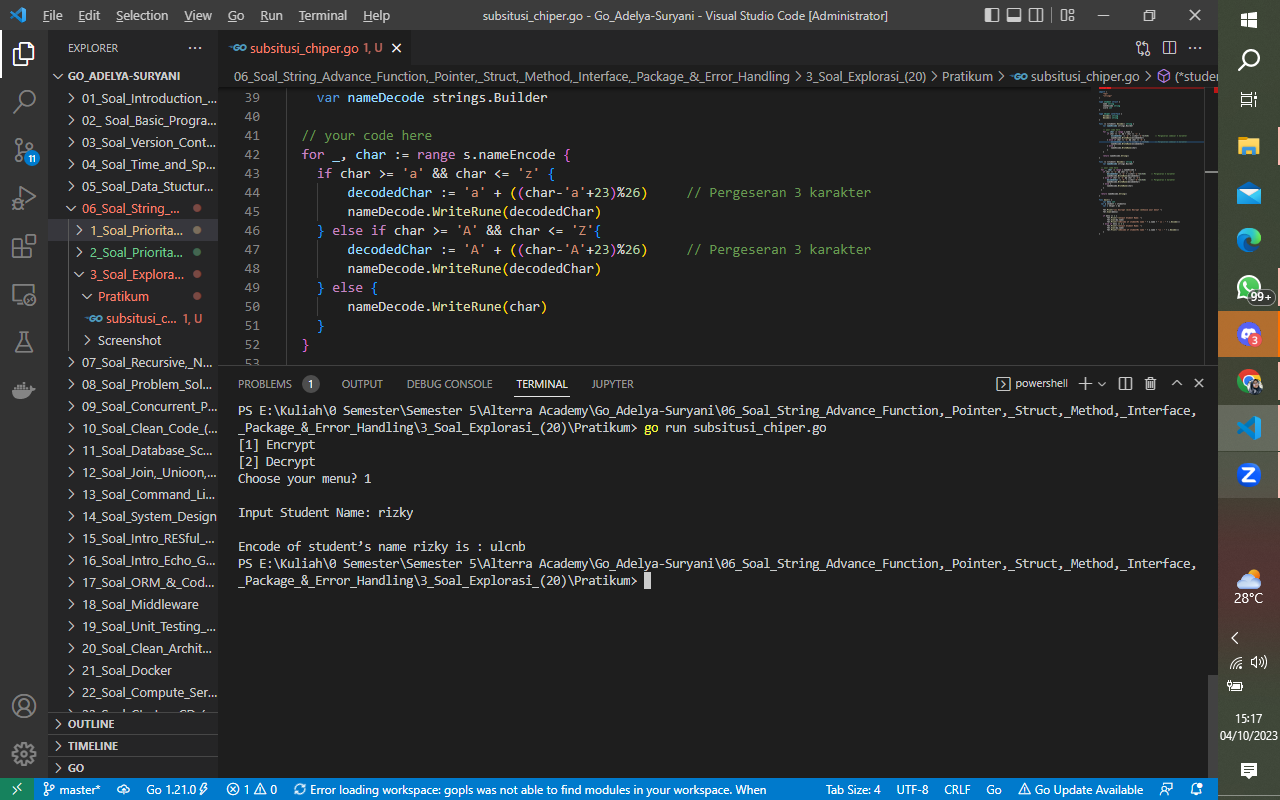 File Edit Selection View Go Run Terminal Help
subsitusi_chiper.go - Go_Adelya-Suryani - Visual Studio Code [Administrator]
EXPLORER
GO_ADELYA-SURYANI
01_Soal_Introduction_...
02_ Soal_Basic_Progra...
03_Soal_Version_Cont...
04_Soal_Time_and_Sp...
05_Soal_Data_Stucture...
06_Soal_String_...
1_Soal_Priorita...
2_Soal_Priorita...
3_Soal_Explora...
Pratikum
subsitusi_c... 1, U
Screenshot
07_Soal_Recursive,_N...
08_Soal_Problem_Sol...
09_Soal_Concurrent_P...
10_Soal_Clean_Code_(...
11_Soal_Database_Sc...
12_Soal_Join,_Unioon,...
13_Soal_Command_Li...
14_Soal_System_Design
15_Soal_Intro_RESful_...
16_Soal_Intro_Echo_G...
17_Soal_ORM_&_Cod...
18_Soal_Middleware
19_Soal_Unit_Testing_...
20_Soal_Clean_Archit...
21_Soal_Docker
22_Soal_Compute_Ser...
OUTLINE
TIMELINE
GO
11
subsitusi_chiper.go 1, U
06_Soal_String_Advance_Function,_Pointer,_Struct,_Method,_Interface,_Package_&_Error_Handling > 3_Soal_Explorasi_(20) > Pratikum > subsitusi_chiper.go > (*studen
39 var nameDecode strings.Builder
40
41 // your code here
42 for _, char := range s.nameEncode {
43 if char >= 'a' && char <= 'z' {
44 decodedChar := 'a' + ((char-'a'+23)%26) // Pergeseran 3 karakter
45 nameDecode.WriteRune(decodedChar)
46 } else if char >= 'A' && char <= 'Z'{
47 decodedChar := 'A' + ((char-'A'+23)%26) // Pergeseran 3 karakter
48 nameDecode.WriteRune(decodedChar)
49 } else {
50 nameDecode.WriteRune(char)
51 }
52 }
53
PROBLEMS 1 OUTPUT DEBUG CONSOLE TERMINAL JUPYTER
powershell
PS E:\Kuliah\0 Semester\Semester 5\Alterra Academy\Go_Adelya-Suryani\06_Soal_String_Advance_Function,_Pointer,_Struct,_Method,_Interface,
_Package_&_Error_Handling\3_Soal_Explorasi_(20)\Pratikum> go run subsitusi_chiper.go
[1] Encrypt
[2] Decrypt
Choose your menu? 1
Input Student Name: rizky
Encode of student’s name rizky is : ulcnb
PS E:\Kuliah\0 Semester\Semester 5\Alterra Academy\Go_Adelya-Suryani\06_Soal_String_Advance_Function,_Pointer,_Struct,_Method,_Interface,
_Package_&_Error_Handling\3_Soal_Explorasi_(20)\Pratikum>
master* Go 1.21.0 1 0 Error loading workspace: gopls was not able to find modules in your workspace. When
Tab Size: 4 UTF-8 CRLF Go Go Update Available
99+
3
28°C
15:17
04/10/2023